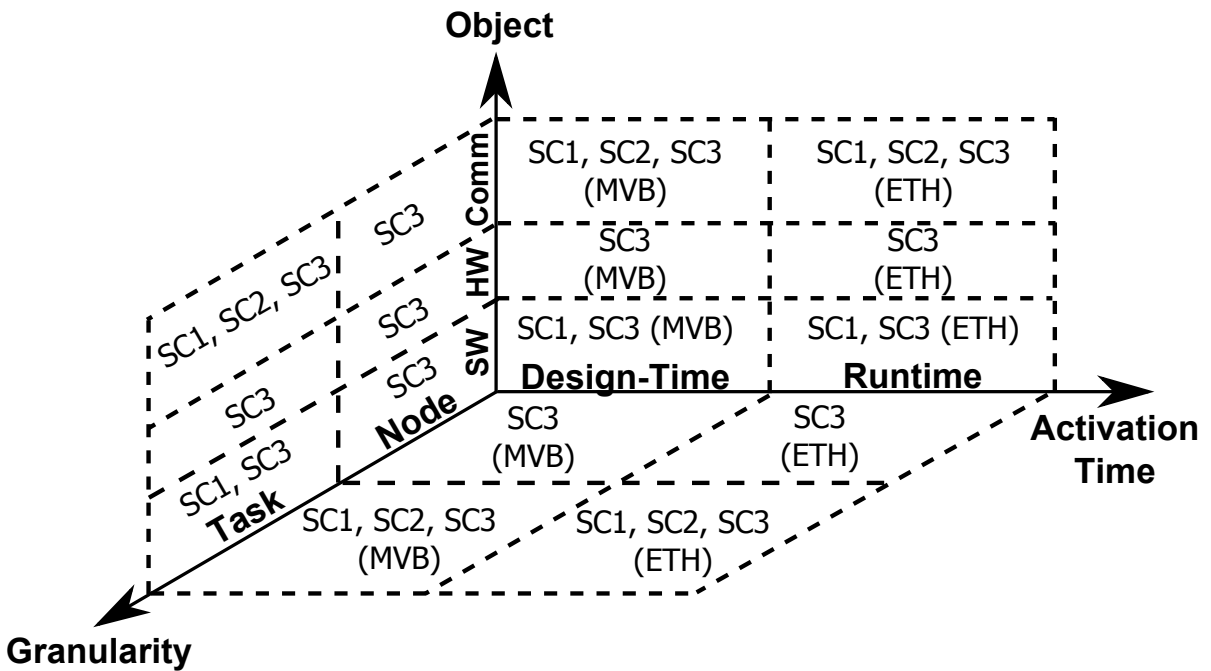 Object
Comm
HW
SW
SC1, SC2, SC3
(MVB)
SC1, SC2, SC3
(ETH)
SC3
(MVB)
SC3
(ETH)
SC1, SC3 (MVB)
SC1, SC3 (ETH)
Design-Time
Runtime
Activation
Time
SC3
SC1, SC2, SC3
SC3
SC3
SC3
SC1, SC3
Node
Task
SC3
(MVB)
SC3
(ETH)
SC1, SC2, SC3
(MVB)
SC1, SC2, SC3
(ETH)
Granularity